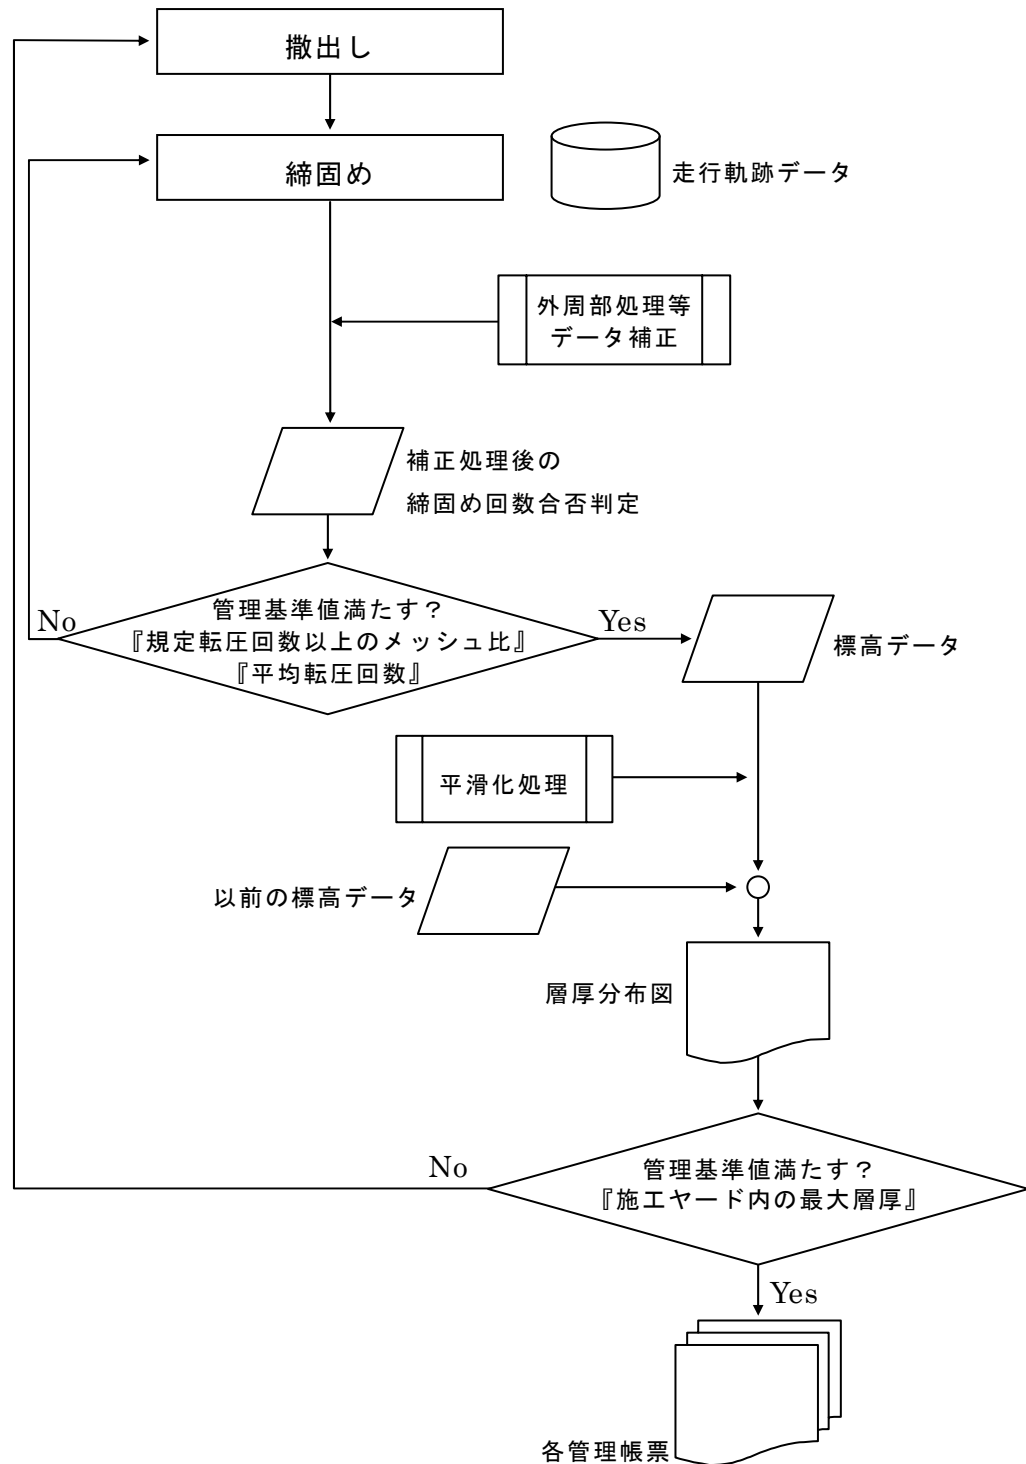 撒出し
締固め
走行軌跡データ
外周部処理等
データ補正
補正処理後の
締固め回数合否判定
管理基準値満たす？
『規定転圧回数以上のメッシュ比』
『平均転圧回数』
No
Yes
標高データ
平滑化処理
以前の標高データ
層厚分布図
管理基準値満たす？
『施工ヤード内の最大層厚』
No
Yes
各管理帳票